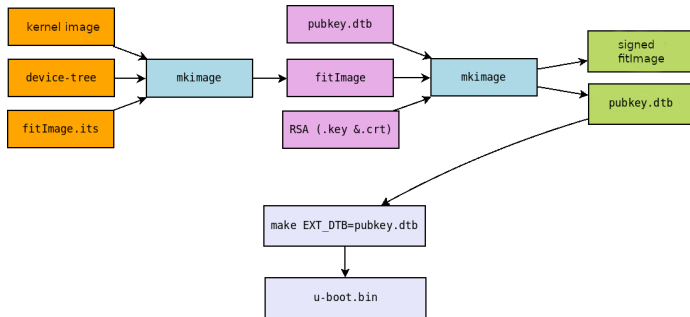 kernel image
device-tree
fitImage.its
mkimage
pubkey.dtb
fitImage
RSA (.key &.crt)
mkimage
signed
fitImage
pubkey.dtb
make EXT_DTB=pubkey.dtb
u-boot.bin